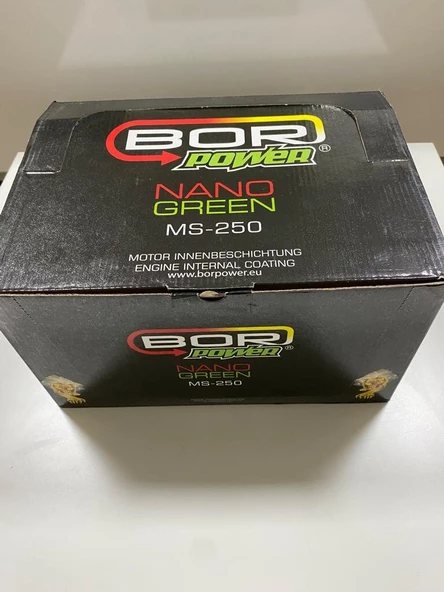 BOR
POWER®
NANO
GREEN
MS-250
MOTOR INNENBESCHICHTUNG
ENGINE INTERNAL COATING
www.borpower.eu
BOR
POWER®
NANO
GREEN
MS-250